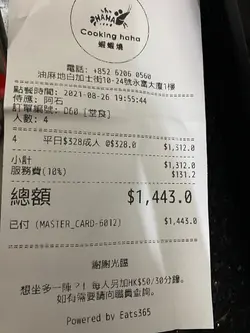 the
MAMA
Cooking haha
蝦蝦燒
電話: +852 6206 0560
油麻地白加士街10-24號永富大廈1樓
點餐時間: 2021-08-26 19:55:44
侍應: 阿石
訂單編號: D60 [堂食]
人數: 4
4 平日$328成人 @$328.0 $1,312.0
小計 $1,312.0
服務費(10%) $131.2
總額 $1,443.0
已付 (MASTER_CARD-6012) $1,443.0
謝謝光臨
想坐多一陣?! 每人另加HK$50/30分鐘。
如有需要請向職員查詢。
Powered by Eats365